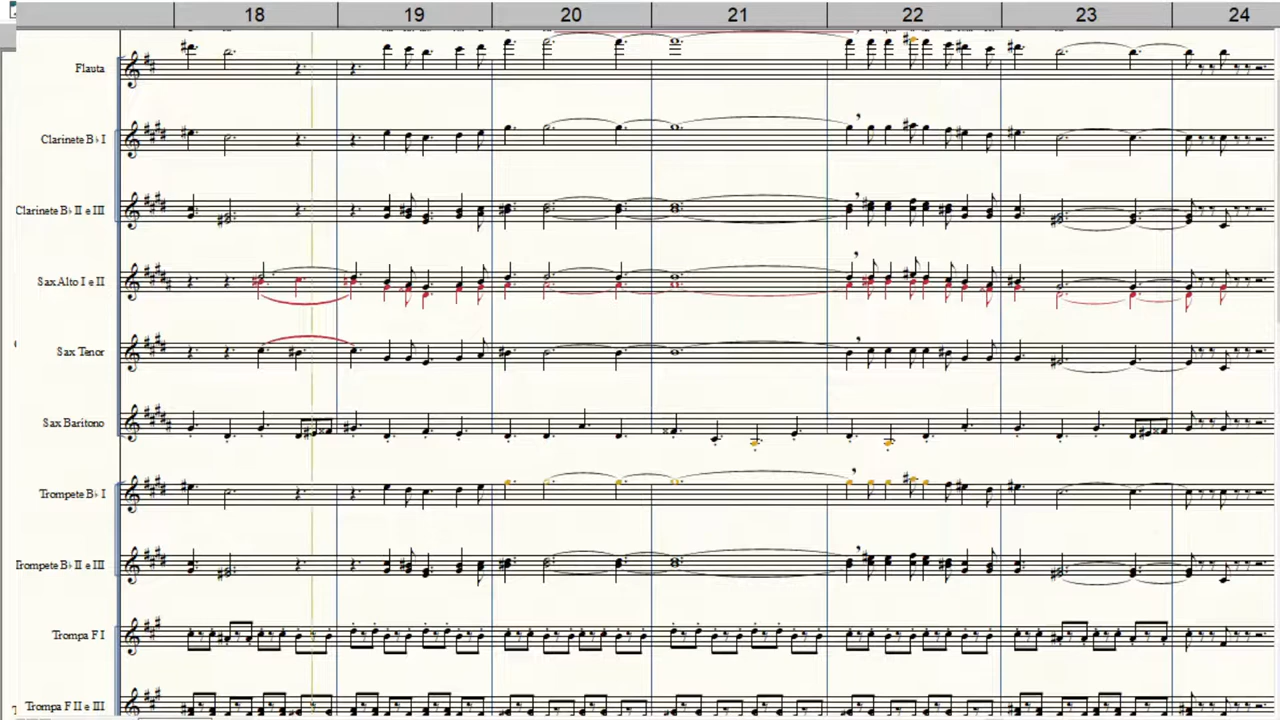 18 19 20 21 22 23 24
Flauta
Clarinete B♭ I
Clarinete B♭ II e III
Sax Alto I e II
Sax Tenor
Sax Barítono
Trompete B♭ I
Trompete B♭ II e III
Trompa F I
Trompa F II e III